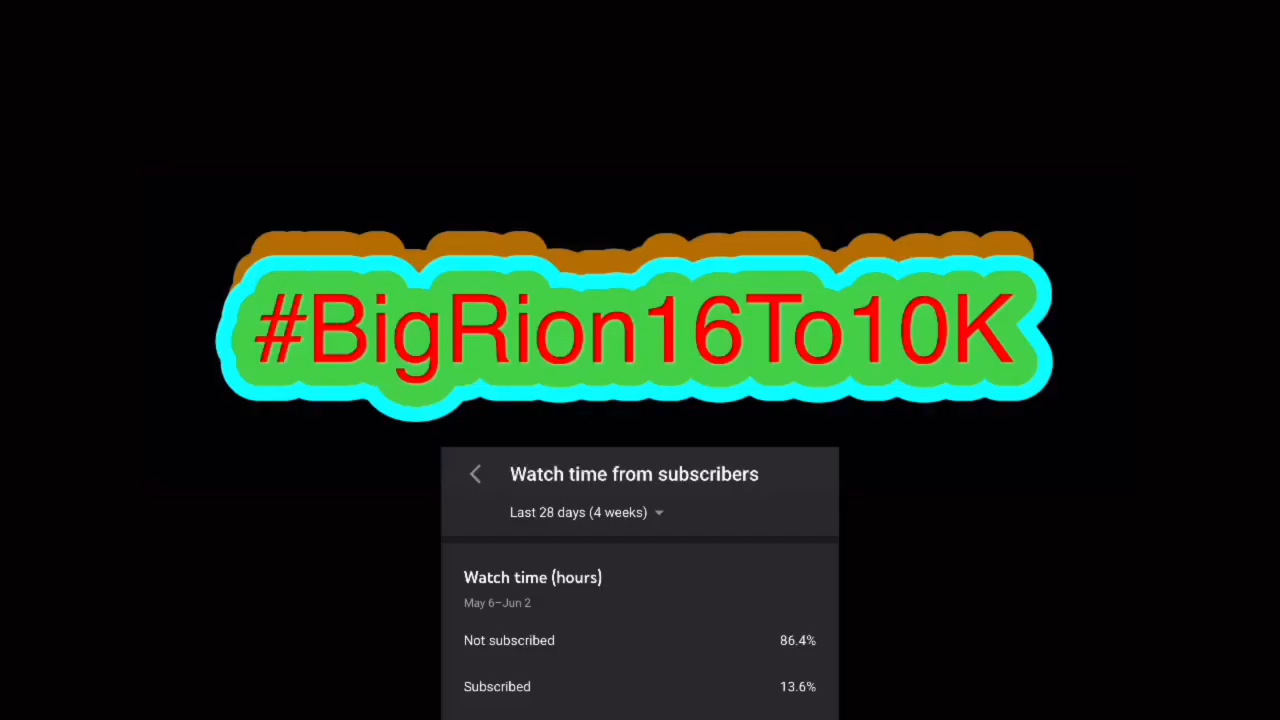 #BigRion16To10K
Watch time from subscribers
Last 28 days (4 weeks)
Watch time (hours)
May 6–Jun 2
Not subscribed 86.4%
Subscribed 13.6%